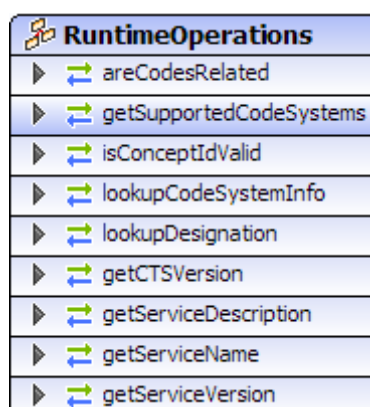 RuntimeOperations
areCodesRelated
getSupportedCodeSystems
isConceptIdValid
lookupCodeSystemInfo
lookupDesignation
getCTSVersion
getServiceDescription
getServiceName
getServiceVersion